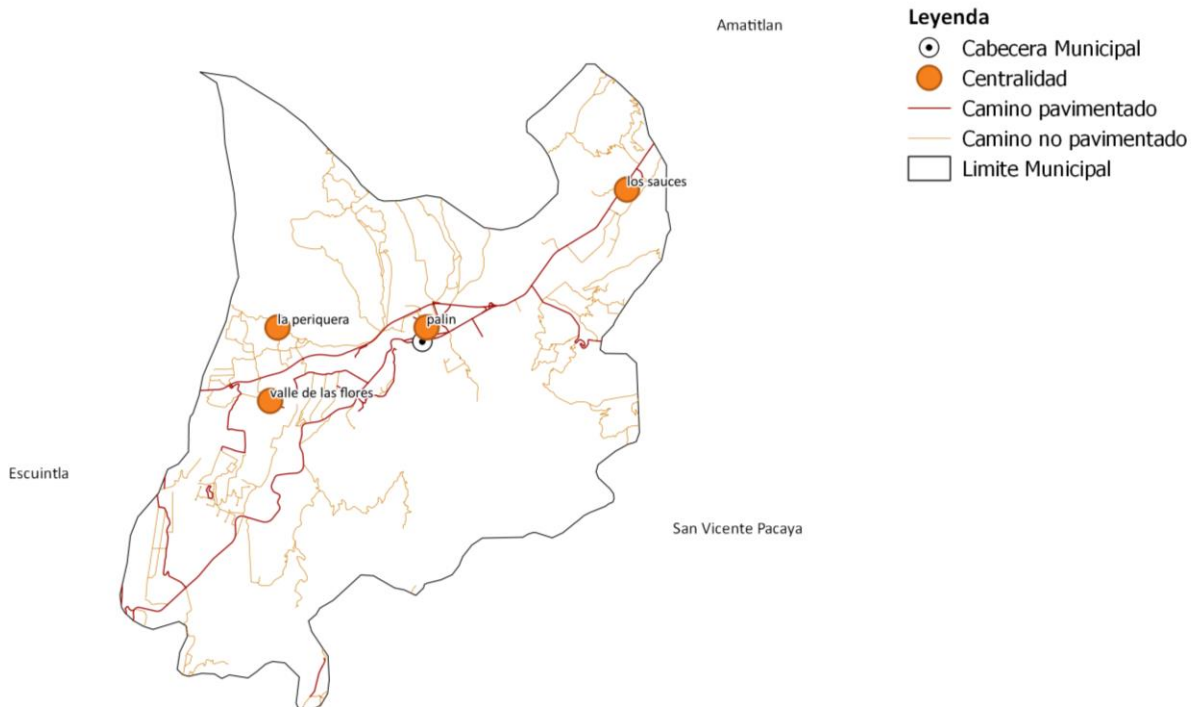 Amatitlan
Leyenda
Cabecera Municipal
Centralidad
Camino pavimentado
Camino no pavimentado
Limite Municipal
los sauces
la periquera
palin
valle de las flores
Escuintla
San Vicente Pacaya